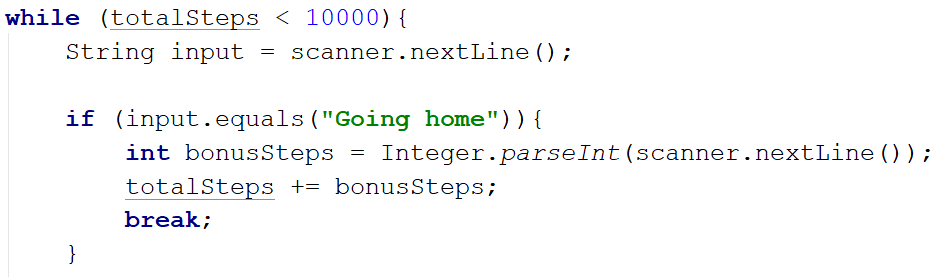 while (totalSteps < 10000){
String input = scanner.nextLine();
if (input.equals("Going home")){
int bonusSteps = Integer.parseInt(scanner.nextLine());
totalSteps += bonusSteps;
break;
}